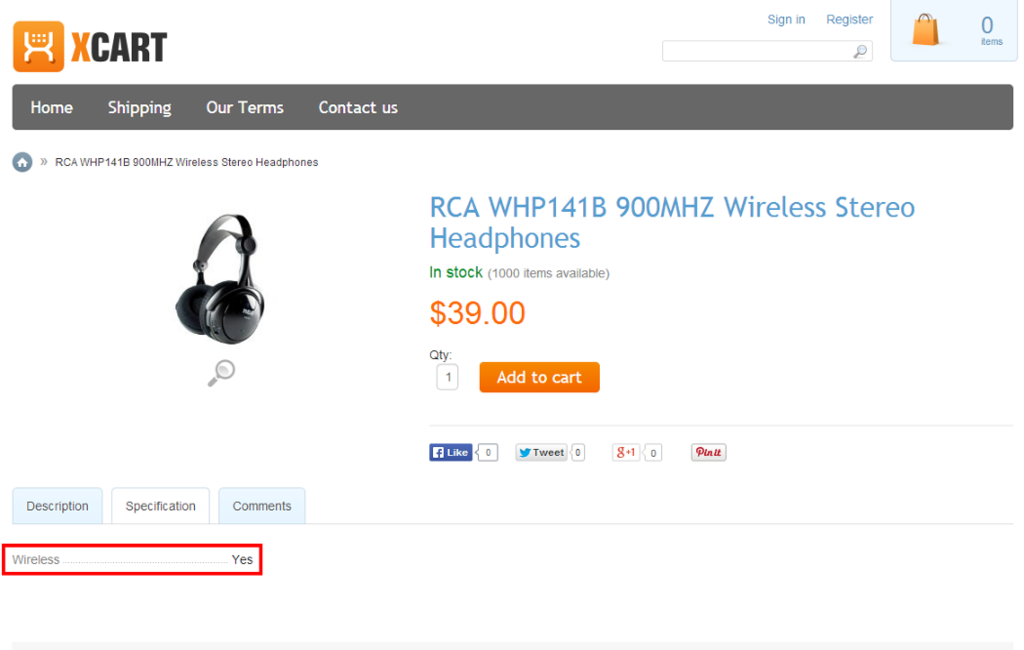 Sign in Register
0
items
XCART
Home Shipping Our Terms Contact us
» RCA WHP141B 900MHZ Wireless Stereo Headphones
RCA WHP141B 900MHZ Wireless Stereo
Headphones
In stock (1000 items available)
$39.00
Qty:
1 Add to cart
Like 0 Tweet 0 g+1 0 Pin it
Description Specification Comments
Wireless Yes